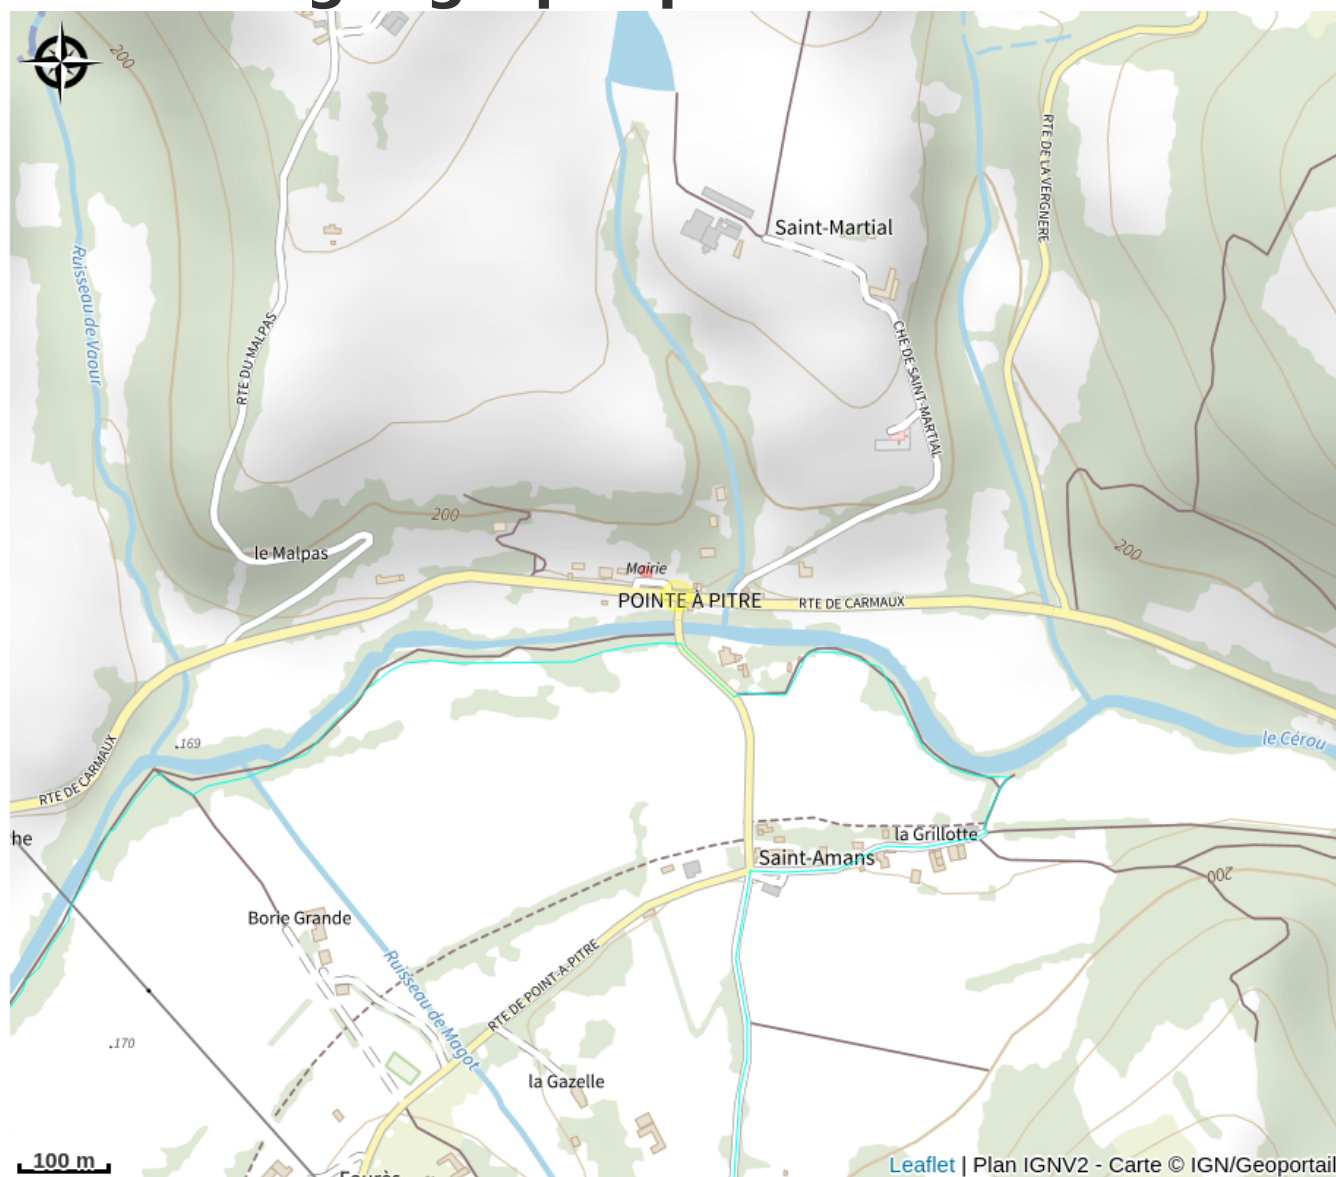 200
Saint-Martial
RTE DE LA VERGNERE
Ruisseau de Vaour
RTE DU MALPAS
CHE DE SAINT-MARTIAL
200
le Malpas
200
Mairie
POINTE À PITRE
RTE DE CARMAUX
.169
le Cérou
RTE DE CARMAUX
he
la Grillotte
Saint-Amans
200
Borie Grande
Ruisseau de Magot
RTE DE POINT-A-PITRE
.170
la Gazelle
100 m
Leaflet | Plan IGNV2 - Carte © IGN/Geoportail